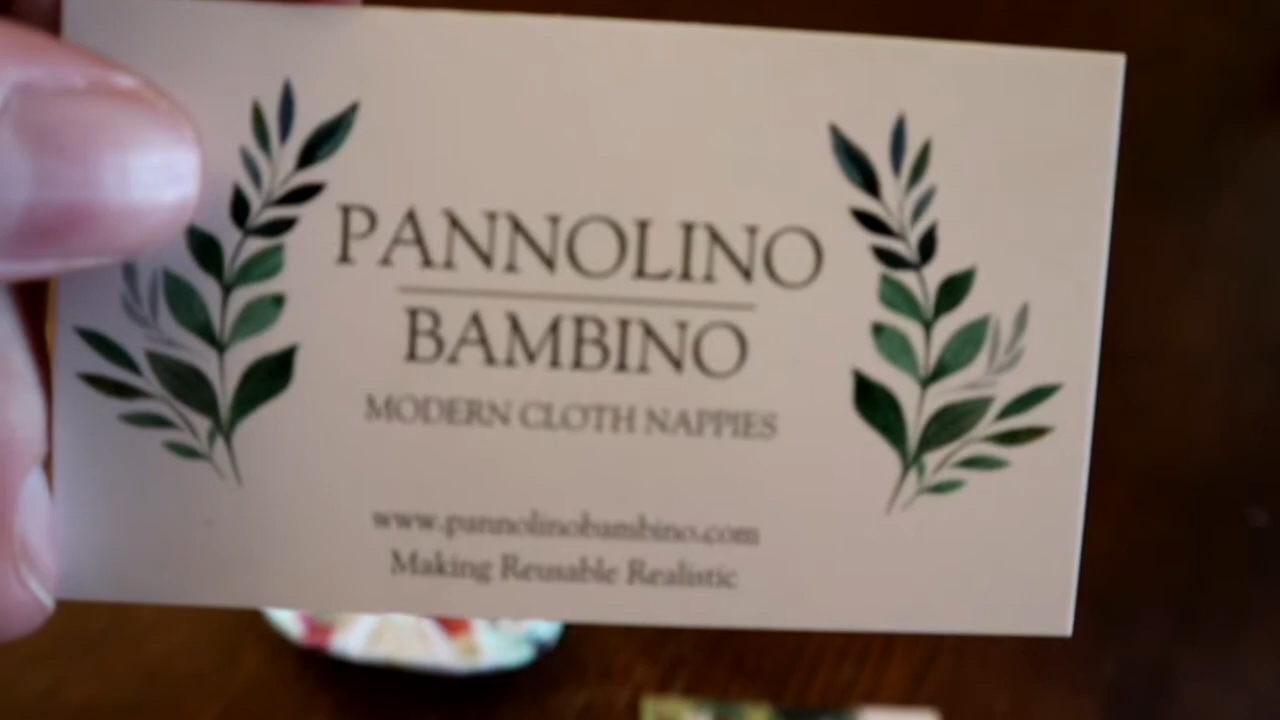 PANNOLINO
BAMBINO
MODERN CLOTH NAPPIES
www.pannolinobambino.com
Making Reusable Realistic